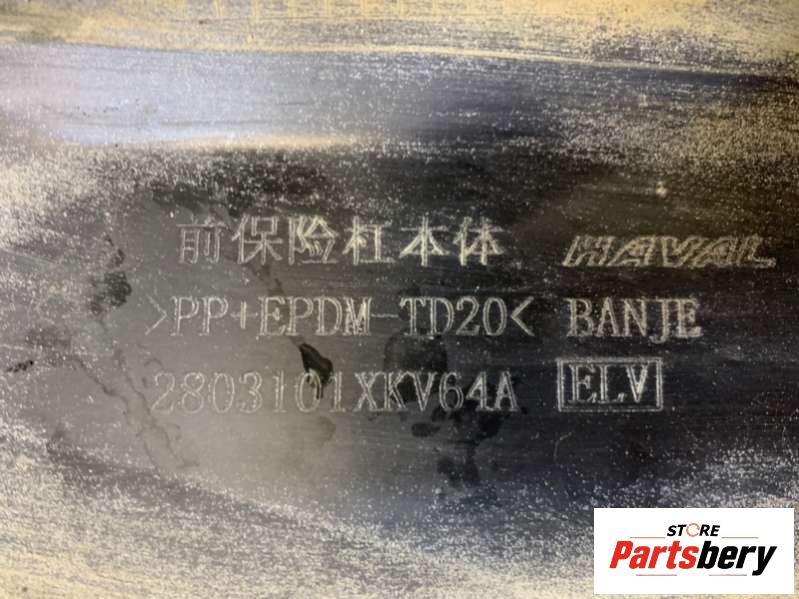 前保险杠本体 HAVAL
>PP+EPDM-TD20< BANJE
2803101XKV64A ELV
STORE
Partsbery